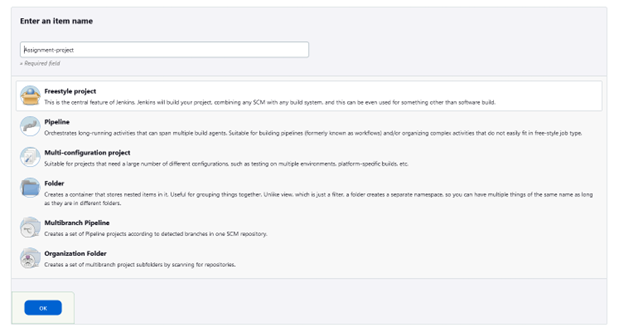 Enter an item name
Assignment-project
» Required field
Freestyle project
This is the central feature of Jenkins. Jenkins will build your project, combining any SCM with any build system, and this can be even used for something other than software build.
Pipeline
Orchestrates long-running activities that can span multiple build agents. Suitable for building pipelines (formerly known as workflows) and/or organizing complex activities that do not easily fit in free-style job type.
Multi-configuration project
Suitable for projects that need a large number of different configurations, such as testing on multiple environments, platform-specific builds, etc.
Folder
Creates a container that stores nested items in it. Useful for grouping things together. Unlike view, which is just a filter, a folder creates a separate namespace, so you can have multiple things of the same name as long
as they are in different folders.
Multibranch Pipeline
Creates a set of Pipeline projects according to detected branches in one SCM repository.
Organization Folder
Creates a set of multibranch project subfolders by scanning for repositories.
OK